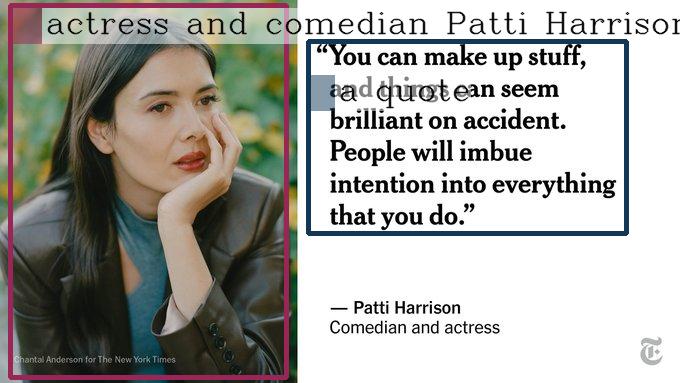 actress and comedian Patti Harrison
“You can make up stuff,
and things can seem
a quote
brilliant on accident.
People will imbue
intention into everything
that you do.”
— Patti Harrison
Comedian and actress
Chantal Anderson for The New York Times
T